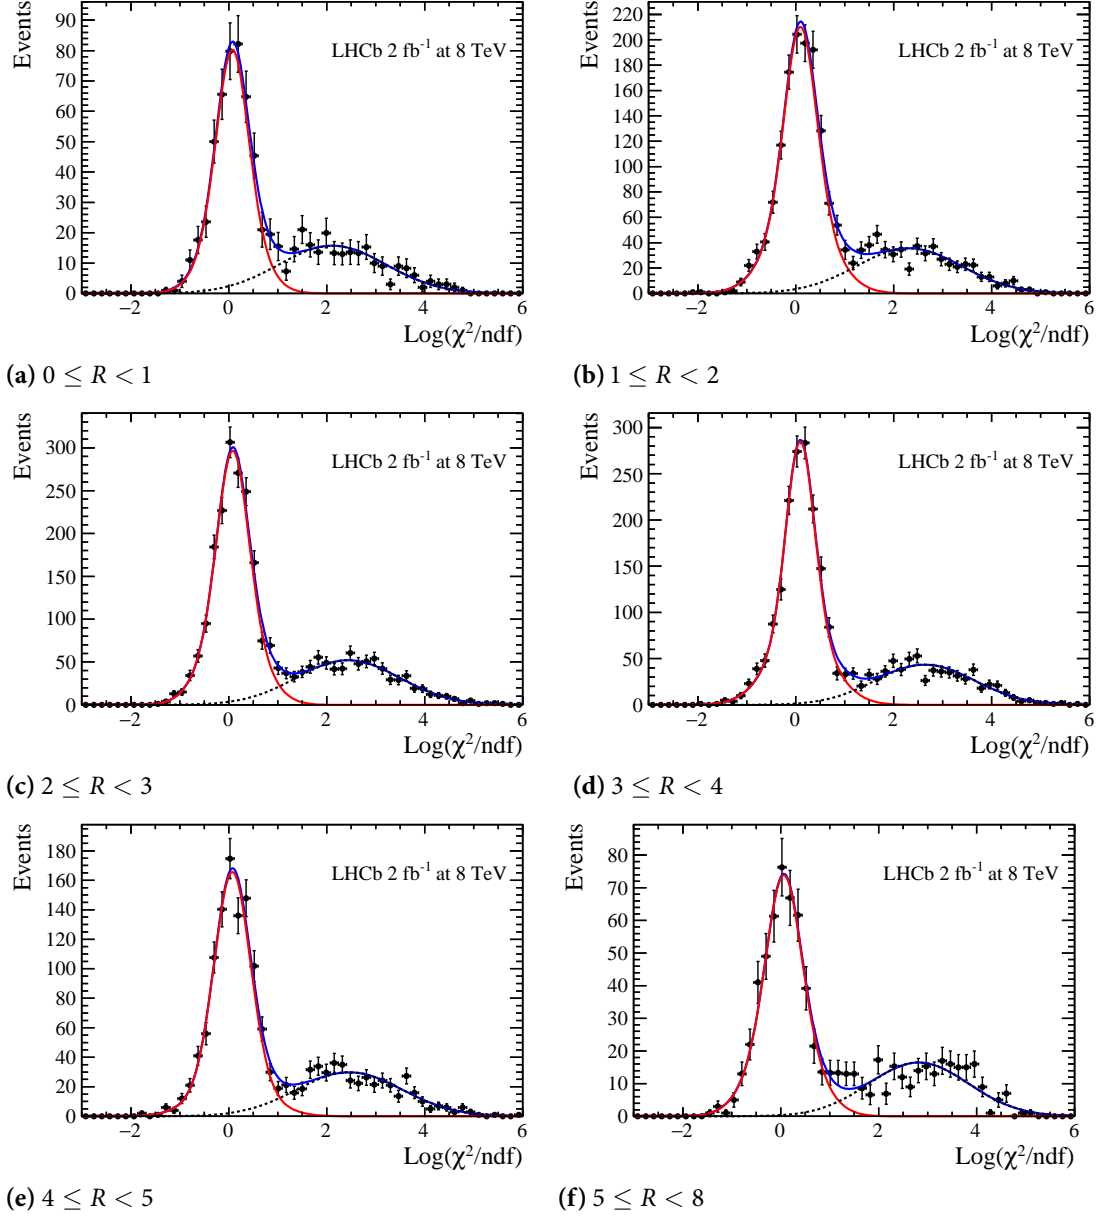 Events
90
80
70
60
50
40
30
20
10
0
LHCb 2 fb⁻¹ at 8 TeV
−2 0 2 4 6
Log(χ²/ndf)
(a) 0 ≤ R < 1
Events
220
200
180
160
140
120
100
80
60
40
20
0
LHCb 2 fb⁻¹ at 8 TeV
−2 0 2 4 6
Log(χ²/ndf)
(b) 1 ≤ R < 2
Events
300
250
200
150
100
50
0
LHCb 2 fb⁻¹ at 8 TeV
−2 0 2 4 6
Log(χ²/ndf)
(c) 2 ≤ R < 3
Events
300
250
200
150
100
50
0
LHCb 2 fb⁻¹ at 8 TeV
−2 0 2 4 6
Log(χ²/ndf)
(d) 3 ≤ R < 4
Events
180
160
140
120
100
80
60
40
20
0
LHCb 2 fb⁻¹ at 8 TeV
−2 0 2 4 6
Log(χ²/ndf)
(e) 4 ≤ R < 5
Events
80
70
60
50
40
30
20
10
0
LHCb 2 fb⁻¹ at 8 TeV
−2 0 2 4 6
Log(χ²/ndf)
(f) 5 ≤ R < 8